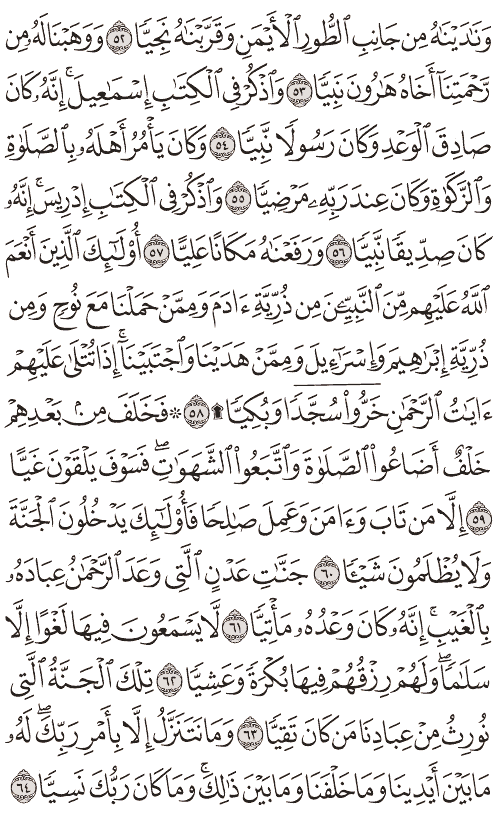 وَنَٰدَيْنَٰهُ مِن جَانِبِ ٱلطُّورِ ٱلْأَيْمَنِ وَقَرَّبْنَٰهُ نَجِيًّا ٥٢ وَوَهَبْنَا لَهُۥ مِن
رَّحْمَتِنَآ أَخَاهُ هَٰرُونَ نَبِيًّا ٥٣ وَٱذْكُرْ فِي ٱلْكِتَٰبِ إِسْمَٰعِيلَۚ إِنَّهُۥ كَانَ
صَادِقَ ٱلْوَعْدِ وَكَانَ رَسُولًا نَّبِيًّا ٥٤ وَكَانَ يَأْمُرُ أَهْلَهُۥ بِٱلصَّلَوٰةِ
وَٱلزَّكَوٰةِ وَكَانَ عِندَ رَبِّهِۦ مَرْضِيًّا ٥٥ وَٱذْكُرْ فِي ٱلْكِتَٰبِ إِدْرِيسَۚ إِنَّهُۥ
كَانَ صِدِّيقًا نَّبِيًّا ٥٦ وَرَفَعْنَٰهُ مَكَانًا عَلِيًّا ٥٧ أُوْلَٰٓئِكَ ٱلَّذِينَ أَنْعَمَ
ٱللَّهُ عَلَيْهِم مِّنَ ٱلنَّبِيِّۦنَ مِن ذُرِّيَّةِ ءَادَمَ وَمِمَّنْ حَمَلْنَا مَعَ نُوحٍ وَمِن
ذُرِّيَّةِ إِبْرَٰهِيمَ وَإِسْرَٰٓءِيلَ وَمِمَّنْ هَدَيْنَا وَٱجْتَبَيْنَآۚ إِذَا تُتْلَىٰ عَلَيْهِمْ
ءَايَٰتُ ٱلرَّحْمَٰنِ خَرُّواْ سُجَّدًا وَبُكِيًّا ۩ ٥٨ ۞ فَخَلَفَ مِنۢ بَعْدِهِمْ
خَلْفٌ أَضَاعُواْ ٱلصَّلَوٰةَ وَٱتَّبَعُواْ ٱلشَّهَوَٰتِۖ فَسَوْفَ يَلْقَوْنَ غَيًّا
٥٩ إِلَّا مَن تَابَ وَءَامَنَ وَعَمِلَ صَٰلِحًا فَأُوْلَٰٓئِكَ يَدْخُلُونَ ٱلْجَنَّةَ
وَلَا يُظْلَمُونَ شَيْـًٔا ٦٠ جَنَّٰتِ عَدْنٍ ٱلَّتِي وَعَدَ ٱلرَّحْمَٰنُ عِبَادَهُۥ
بِٱلْغَيْبِۚ إِنَّهُۥ كَانَ وَعْدُهُۥ مَأْتِيًّا ٦١ لَّا يَسْمَعُونَ فِيهَا لَغْوًا إِلَّا
سَلَٰمًاۖ وَلَهُمْ رِزْقُهُمْ فِيهَا بُكْرَةً وَعَشِيًّا ٦٢ تِلْكَ ٱلْجَنَّةُ ٱلَّتِي
نُورِثُ مِنْ عِبَادِنَا مَن كَانَ تَقِيًّا ٦٣ وَمَا نَتَنَزَّلُ إِلَّا بِأَمْرِ رَبِّكَۖ لَهُۥ
مَا بَيْنَ أَيْدِينَا وَمَا خَلْفَنَا وَمَا بَيْنَ ذَٰلِكَۚ وَمَا كَانَ رَبُّكَ نَسِيًّا ٦٤